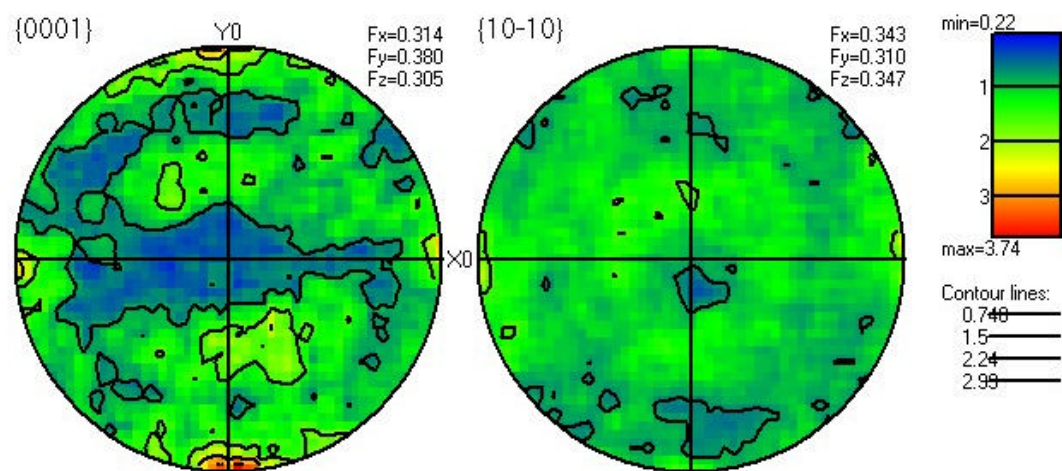 {0001}
Y0
Fx=0.314
Fy=0.380
Fz=0.305
X0
{10-10}
Fx=0.343
Fy=0.310
Fz=0.347
min=0.22
1
2
3
max=3.74
Contour lines:
0.748
1.5
2.24
2.99